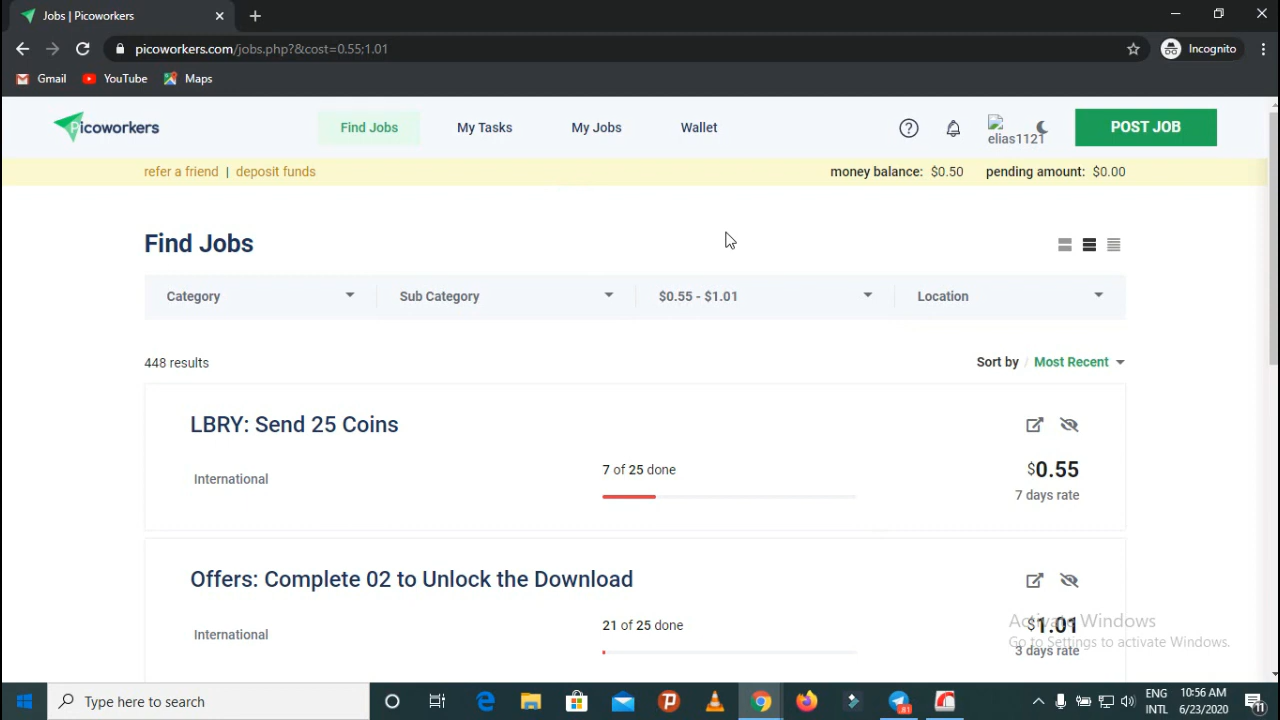 Jobs | Picoworkers
picoworkers.com/jobs.php?&cost=0.55;1.01
Incognito
Gmail YouTube Maps
Picoworkers
Find Jobs My Tasks My Jobs Wallet
elias1121
POST JOB
refer a friend | deposit funds
money balance: $0.50 pending amount: $0.00
Find Jobs
Category Sub Category $0.55 - $1.01 Location
448 results
Sort by / Most Recent
LBRY: Send 25 Coins
International
7 of 25 done
$0.55
7 days rate
Offers: Complete 02 to Unlock the Download
International
21 of 25 done
$1.01
3 days rate
Activate Windows
Go to Settings to activate Windows.
Type here to search
81
ENG
INTL
10:56 AM
6/23/2020
11